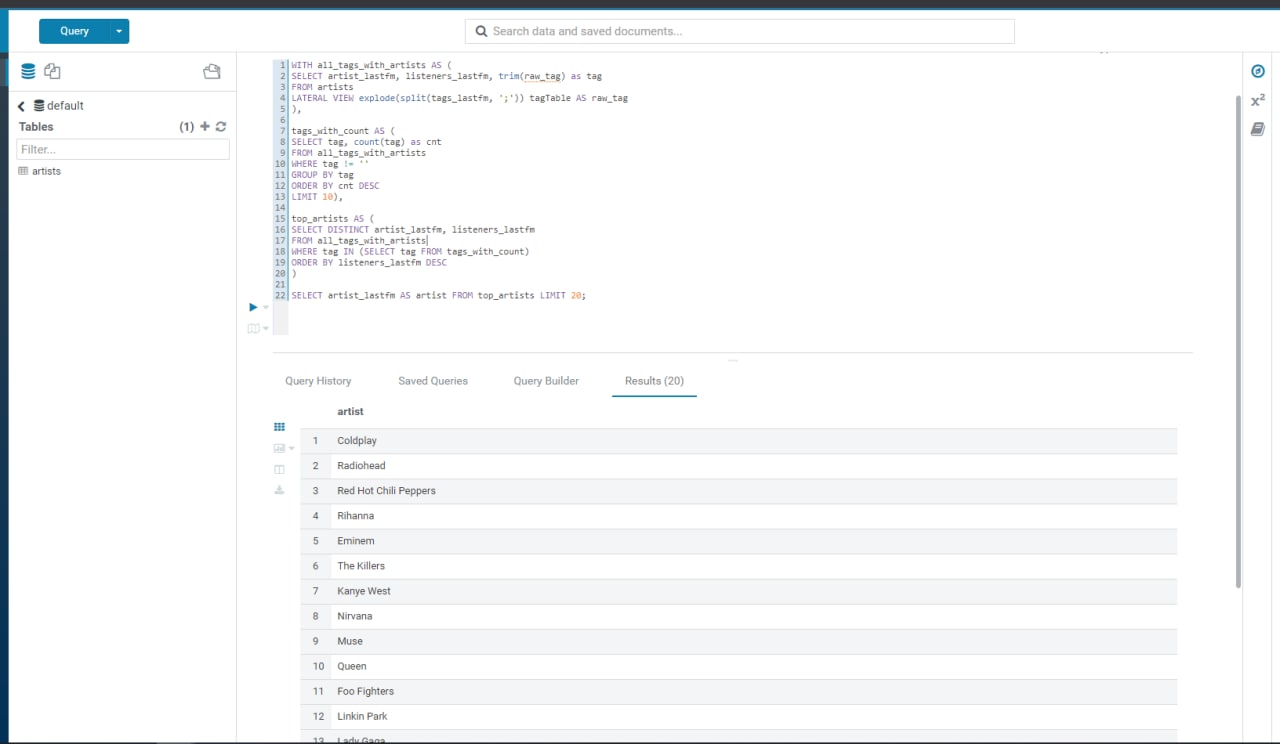 Query
Search data and saved documents...
default
Tables
(1)
Filter...
artists
1 WITH all_tags_with_artists AS (
2 SELECT artist_lastfm, listeners_lastfm, trim(raw_tag) as tag
3 FROM artists
4 LATERAL VIEW explode(split(tags_lastfm, ';')) tagTable AS raw_tag
5 ),
6
7 tags_with_count AS (
8 SELECT tag, count(tag) as cnt
9 FROM all_tags_with_artists
10 WHERE tag != ''
11 GROUP BY tag
12 ORDER BY cnt DESC
13 LIMIT 10),
14
15 top_artists AS (
16 SELECT DISTINCT artist_lastfm, listeners_lastfm
17 FROM all_tags_with_artists
18 WHERE tag IN (SELECT tag FROM tags_with_count)
19 ORDER BY listeners_lastfm DESC
20 )
21
22 SELECT artist_lastfm AS artist FROM top_artists LIMIT 20;
x²
Query History Saved Queries Query Builder Results (20)
artist
1 Coldplay
2 Radiohead
3 Red Hot Chili Peppers
4 Rihanna
5 Eminem
6 The Killers
7 Kanye West
8 Nirvana
9 Muse
10 Queen
11 Foo Fighters
12 Linkin Park
13 Lady Gaga